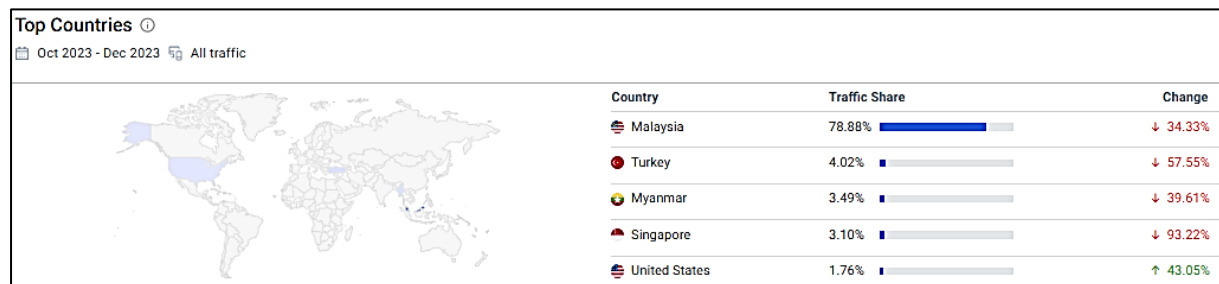 Top Countries
Oct 2023 - Dec 2023 All traffic
Country Traffic Share Change
Malaysia 78.88% ↓ 34.33%
Turkey 4.02% ↓ 57.55%
Myanmar 3.49% ↓ 39.61%
Singapore 3.10% ↓ 93.22%
United States 1.76% ↑ 43.05%